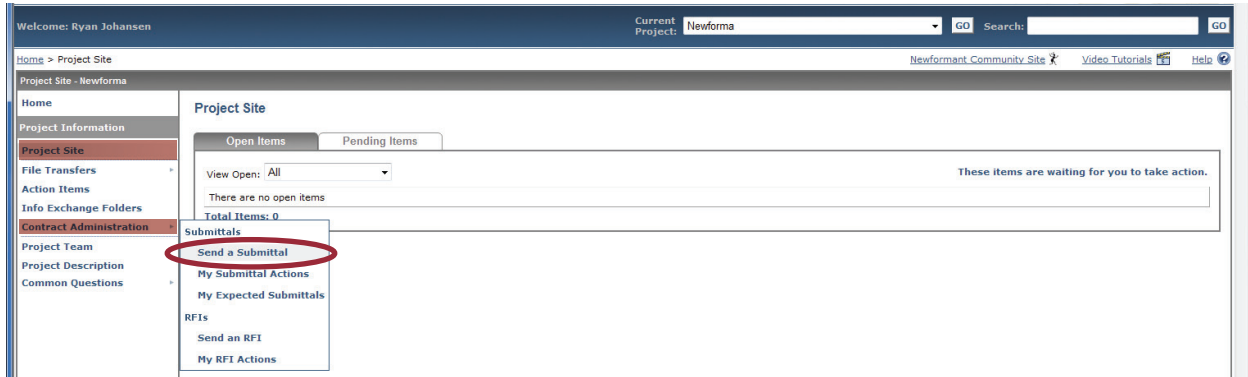 Welcome: Ryan Johansen
Current Project: Newforma GO Search: GO
Home > Project Site Newformant Community Site Video Tutorials Help
Project Site - Newforma
Home
Project Information
Project Site
File Transfers
Action Items
Info Exchange Folders
Contract Administration
Project Team
Project Description
Common Questions
Project Site
Open Items Pending Items
View Open: All These items are waiting for you to take action.
There are no open items
Total Items: 0
Submittals
Send a Submittal
My Submittal Actions
My Expected Submittals
RFIs
Send an RFI
My RFI Actions